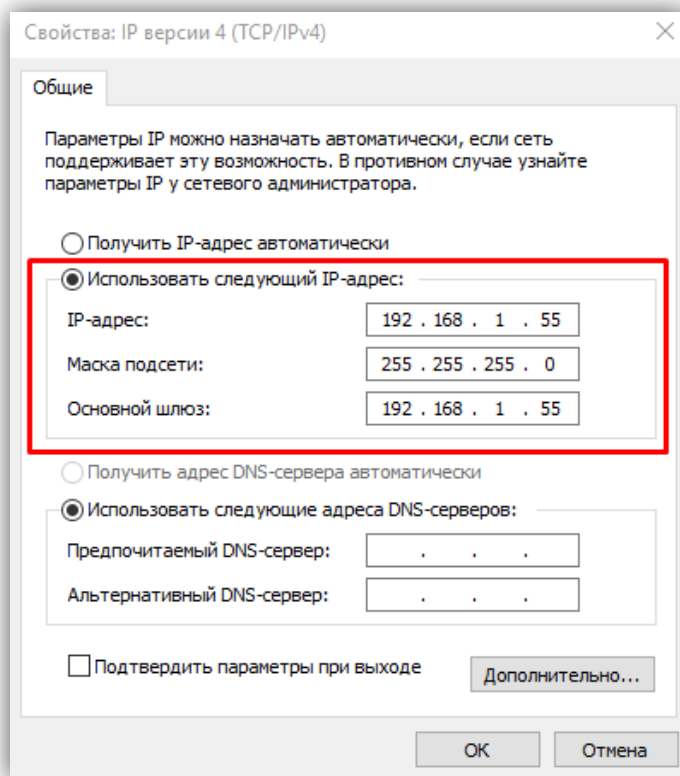 Свойства: IP версии 4 (TCP/IPv4)
Общие
Параметры IP можно назначать автоматически, если сеть
поддерживает эту возможность. В противном случае узнайте
параметры IP у сетевого администратора.
Получить IP-адрес автоматически
Использовать следующий IP-адрес:
IP-адрес: 192 . 168 . 1 . 55
Маска подсети: 255 . 255 . 255 . 0
Основной шлюз: 192 . 168 . 1 . 55
Получить адрес DNS-сервера автоматически
Использовать следующие адреса DNS-серверов:
Предпочитаемый DNS-сервер: . . .
Альтернативный DNS-сервер: . . .
Подтвердить параметры при выходе
Дополнительно...
ОК Отмена